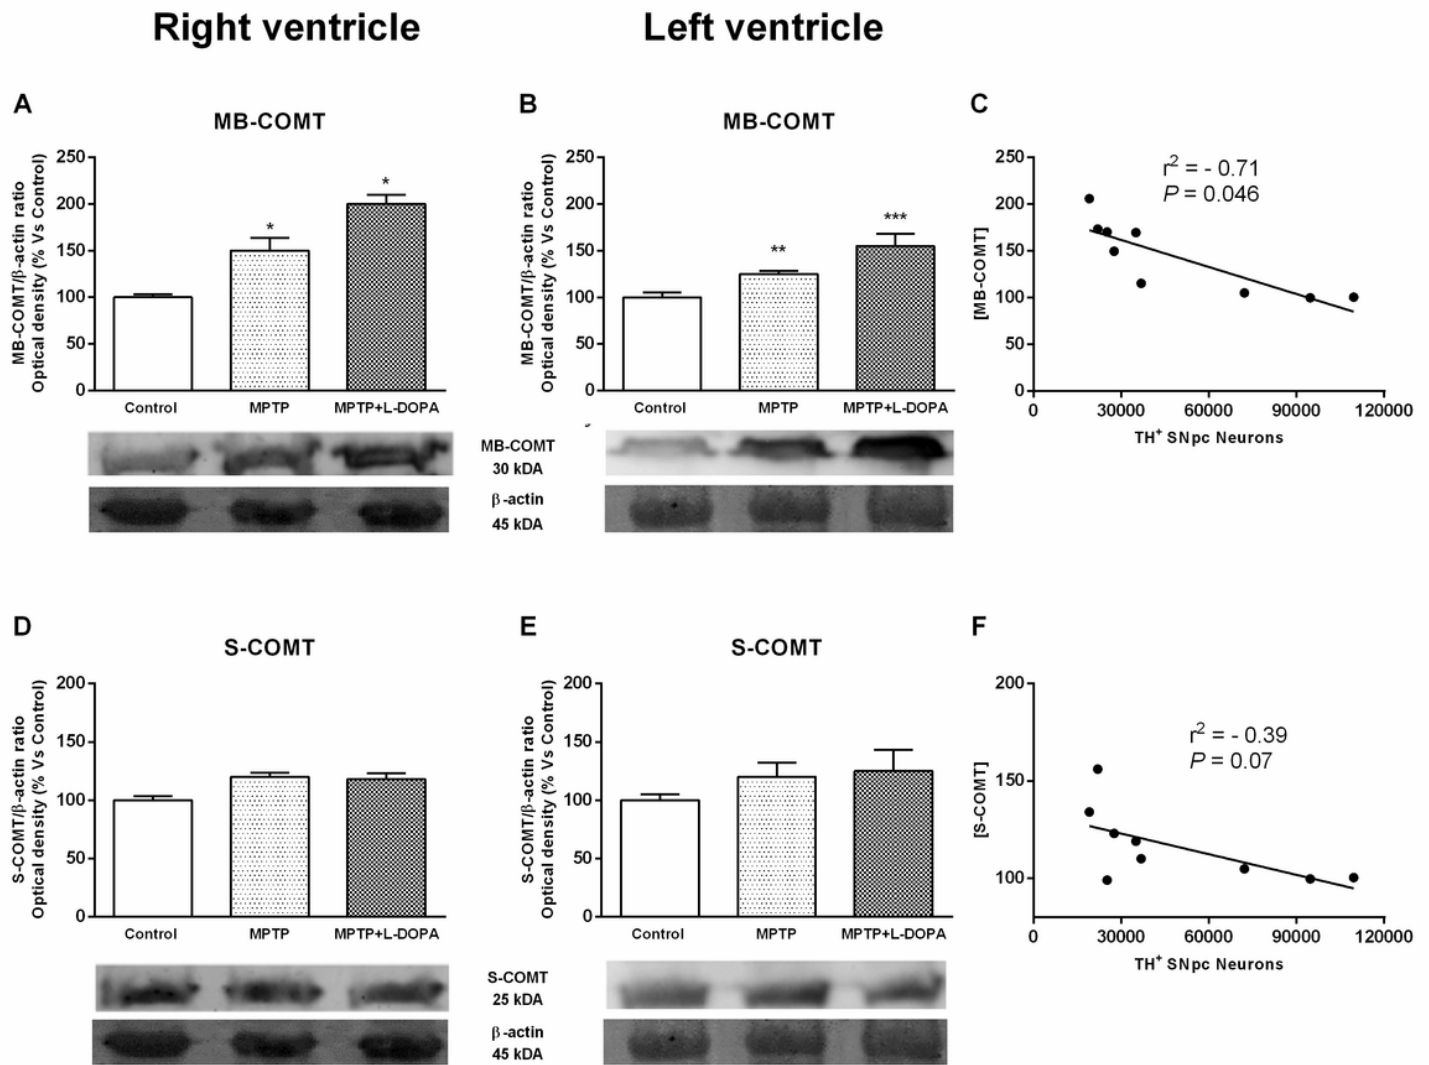 Right ventricle
Left ventricle
A
MB-COMT
MB-COMT/β-actin ratio
Optical density (% Vs Control)
250
200
150
100
50
0
*
*
Control
MPTP
MPTP+L-DOPA
B
MB-COMT
MB-COMT/β-actin ratio
Optical density (% Vs Control)
250
200
150
100
50
0
**
***
Control
MPTP
MPTP+L-DOPA
C
[MB-COMT]
250
200
150
100
50
0
r² = - 0.71
P = 0.046
0
30000
60000
90000
120000
TH⁺ SNpc Neurons
MB-COMT
30 kDA
β-actin
45 kDA
D
S-COMT
S-COMT/β-actin ratio
Optical density (% Vs Control)
200
150
100
50
0
Control
MPTP
MPTP+L-DOPA
E
S-COMT
S-COMT/β-actin ratio
Optical density (% Vs Control)
200
150
100
50
0
Control
MPTP
MPTP+L-DOPA
F
[S-COMT]
200
150
100
r² = - 0.39
P = 0.07
0
30000
60000
90000
120000
TH⁺ SNpc Neurons
S-COMT
25 kDA
β-actin
45 kDA